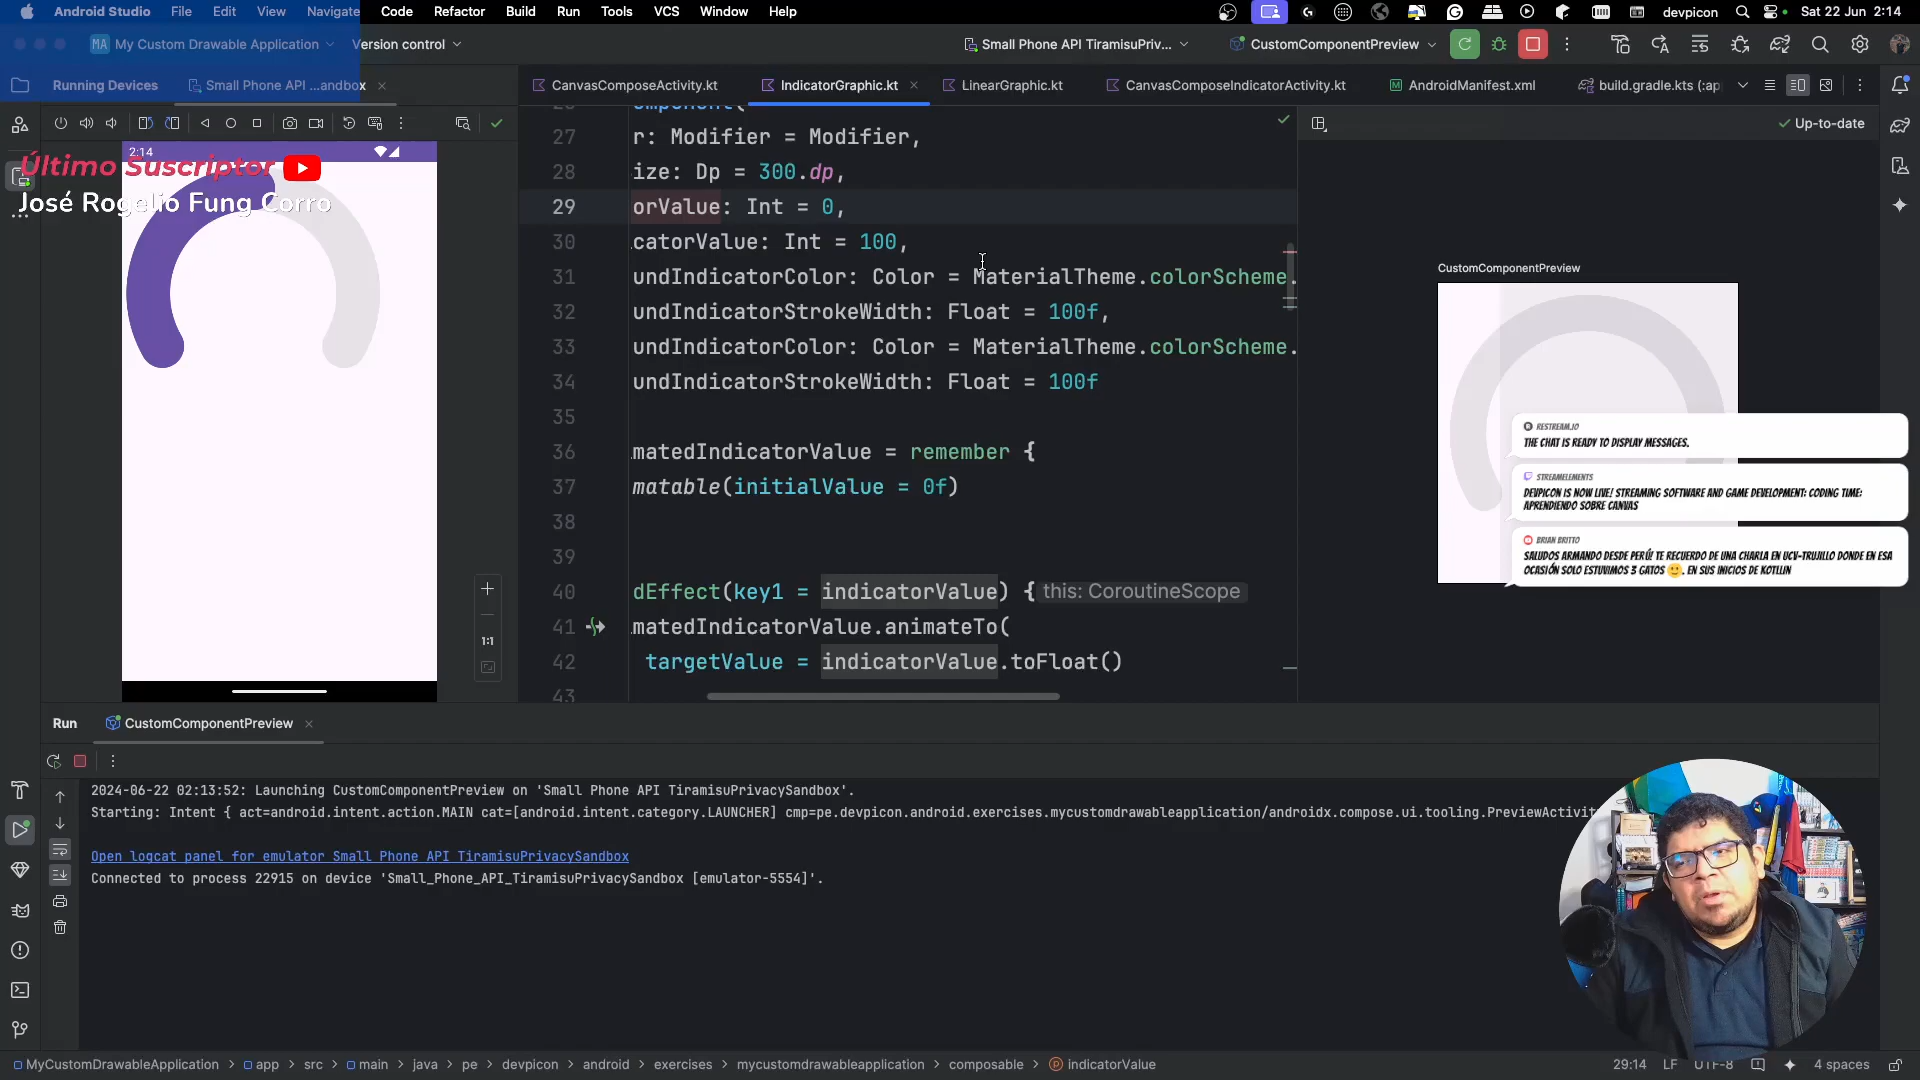 Android Studio File Edit View Navigate Code Refactor Build Run Tools VCS Window Help devpicon Sat 22 Jun 2:14
MA My Custom Drawable Application Version control Small Phone API TiramisuPriv... CustomComponentPreview
Running Devices Small Phone API ...andbox
CanvasComposeActivity.kt IndicatorGraphic.kt LinearGraphic.kt CanvasComposeIndicatorActivity.kt AndroidManifest.xml build.gradle.kts (:ap
Up-to-date
2:14
Último Suscriptor
José Rogelio Fung Corro
27 r: Modifier = Modifier,
28 ize: Dp = 300.dp,
29 orValue: Int = 0,
30 catorValue: Int = 100,
31 undIndicatorColor: Color = MaterialTheme.colorScheme.
32 undIndicatorStrokeWidth: Float = 100f,
33 undIndicatorColor: Color = MaterialTheme.colorScheme.
34 undIndicatorStrokeWidth: Float = 100f
35
36 matedIndicatorValue = remember {
37 matable(initialValue = 0f)
38
39
40 dEffect(key1 = indicatorValue) { this: CoroutineScope
41 matedIndicatorValue.animateTo(
42 targetValue = indicatorValue.toFloat()
43
1:1
CustomComponentPreview
RESTREAM.IO
THE CHAT IS READY TO DISPLAY MESSAGES.
STREAMELEMENTS
DEVPICON IS NOW LIVE! STREAMING SOFTWARE AND GAME DEVELOPMENT: CODING TIME:
APRENDIENDO SOBRE CANVAS
BRIAN BRITTO
SALUDOS ARMANDO DESDE PERÚ! TE RECUERDO DE UNA CHARLA EN UCV-TRUJILLO DONDE EN ESA
OCASIÓN SOLO ESTUVIMOS 3 GATOS 🙂. EN SUS INICIOS DE KOTLIN
Run CustomComponentPreview
2024-06-22 02:13:52: Launching CustomComponentPreview on 'Small Phone API TiramisuPrivacySandbox'.
Starting: Intent { act=android.intent.action.MAIN cat=[android.intent.category.LAUNCHER] cmp=pe.devpicon.android.exercises.mycustomdrawableapplication/androidx.compose.ui.tooling.PreviewActivit
Open logcat panel for emulator Small Phone API TiramisuPrivacySandbox
Connected to process 22915 on device 'Small_Phone_API_TiramisuPrivacySandbox [emulator-5554]'.
MyCustomDrawableApplication > app > src > main > java > pe > devpicon > android > exercises > mycustomdrawableapplication > composable > indicatorValue
29:14 LF UTF-8 4 spaces